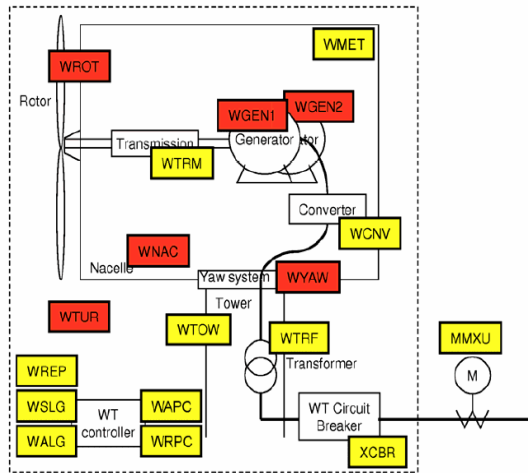 WMET
WROT
Rotor
WGEN1
WGEN2
Generator
ator
Transmission
WTRM
Converter
WCNV
WNAC
Nacelle
Yaw system
WYAW
Tower
WTUR
WTOW
WTRF
Transformer
MMXU
M
WREP
WSLG
WAPC
WT
controller
WALG
WRPC
WT Circuit
Breaker
XCBR